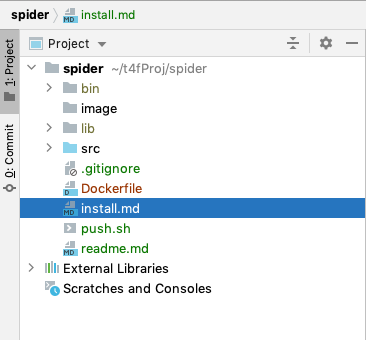 spider install.md
1: Project
0: Commit
Project
spider ~/t4fProj/spider
bin
image
lib
src
.gitignore
Dockerfile
install.md
push.sh
readme.md
External Libraries
Scratches and Consoles